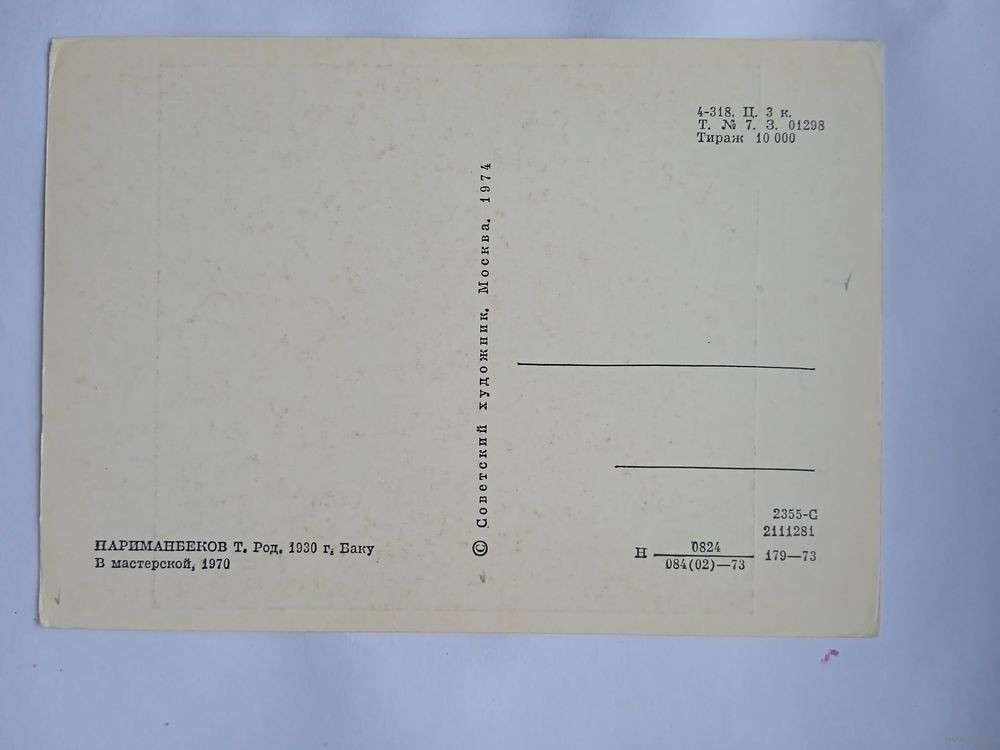 4-318. Ц. 3 к.
Т. № 7. З. 01298
Тираж 10 000
© Советский художник. Москва. 1974
НАРИМАНБЕКОВ Т. Род. 1930 г. Баку
В мастерской, 1970
2355-С
2111281
Н 0824 179—73
084(02)—73